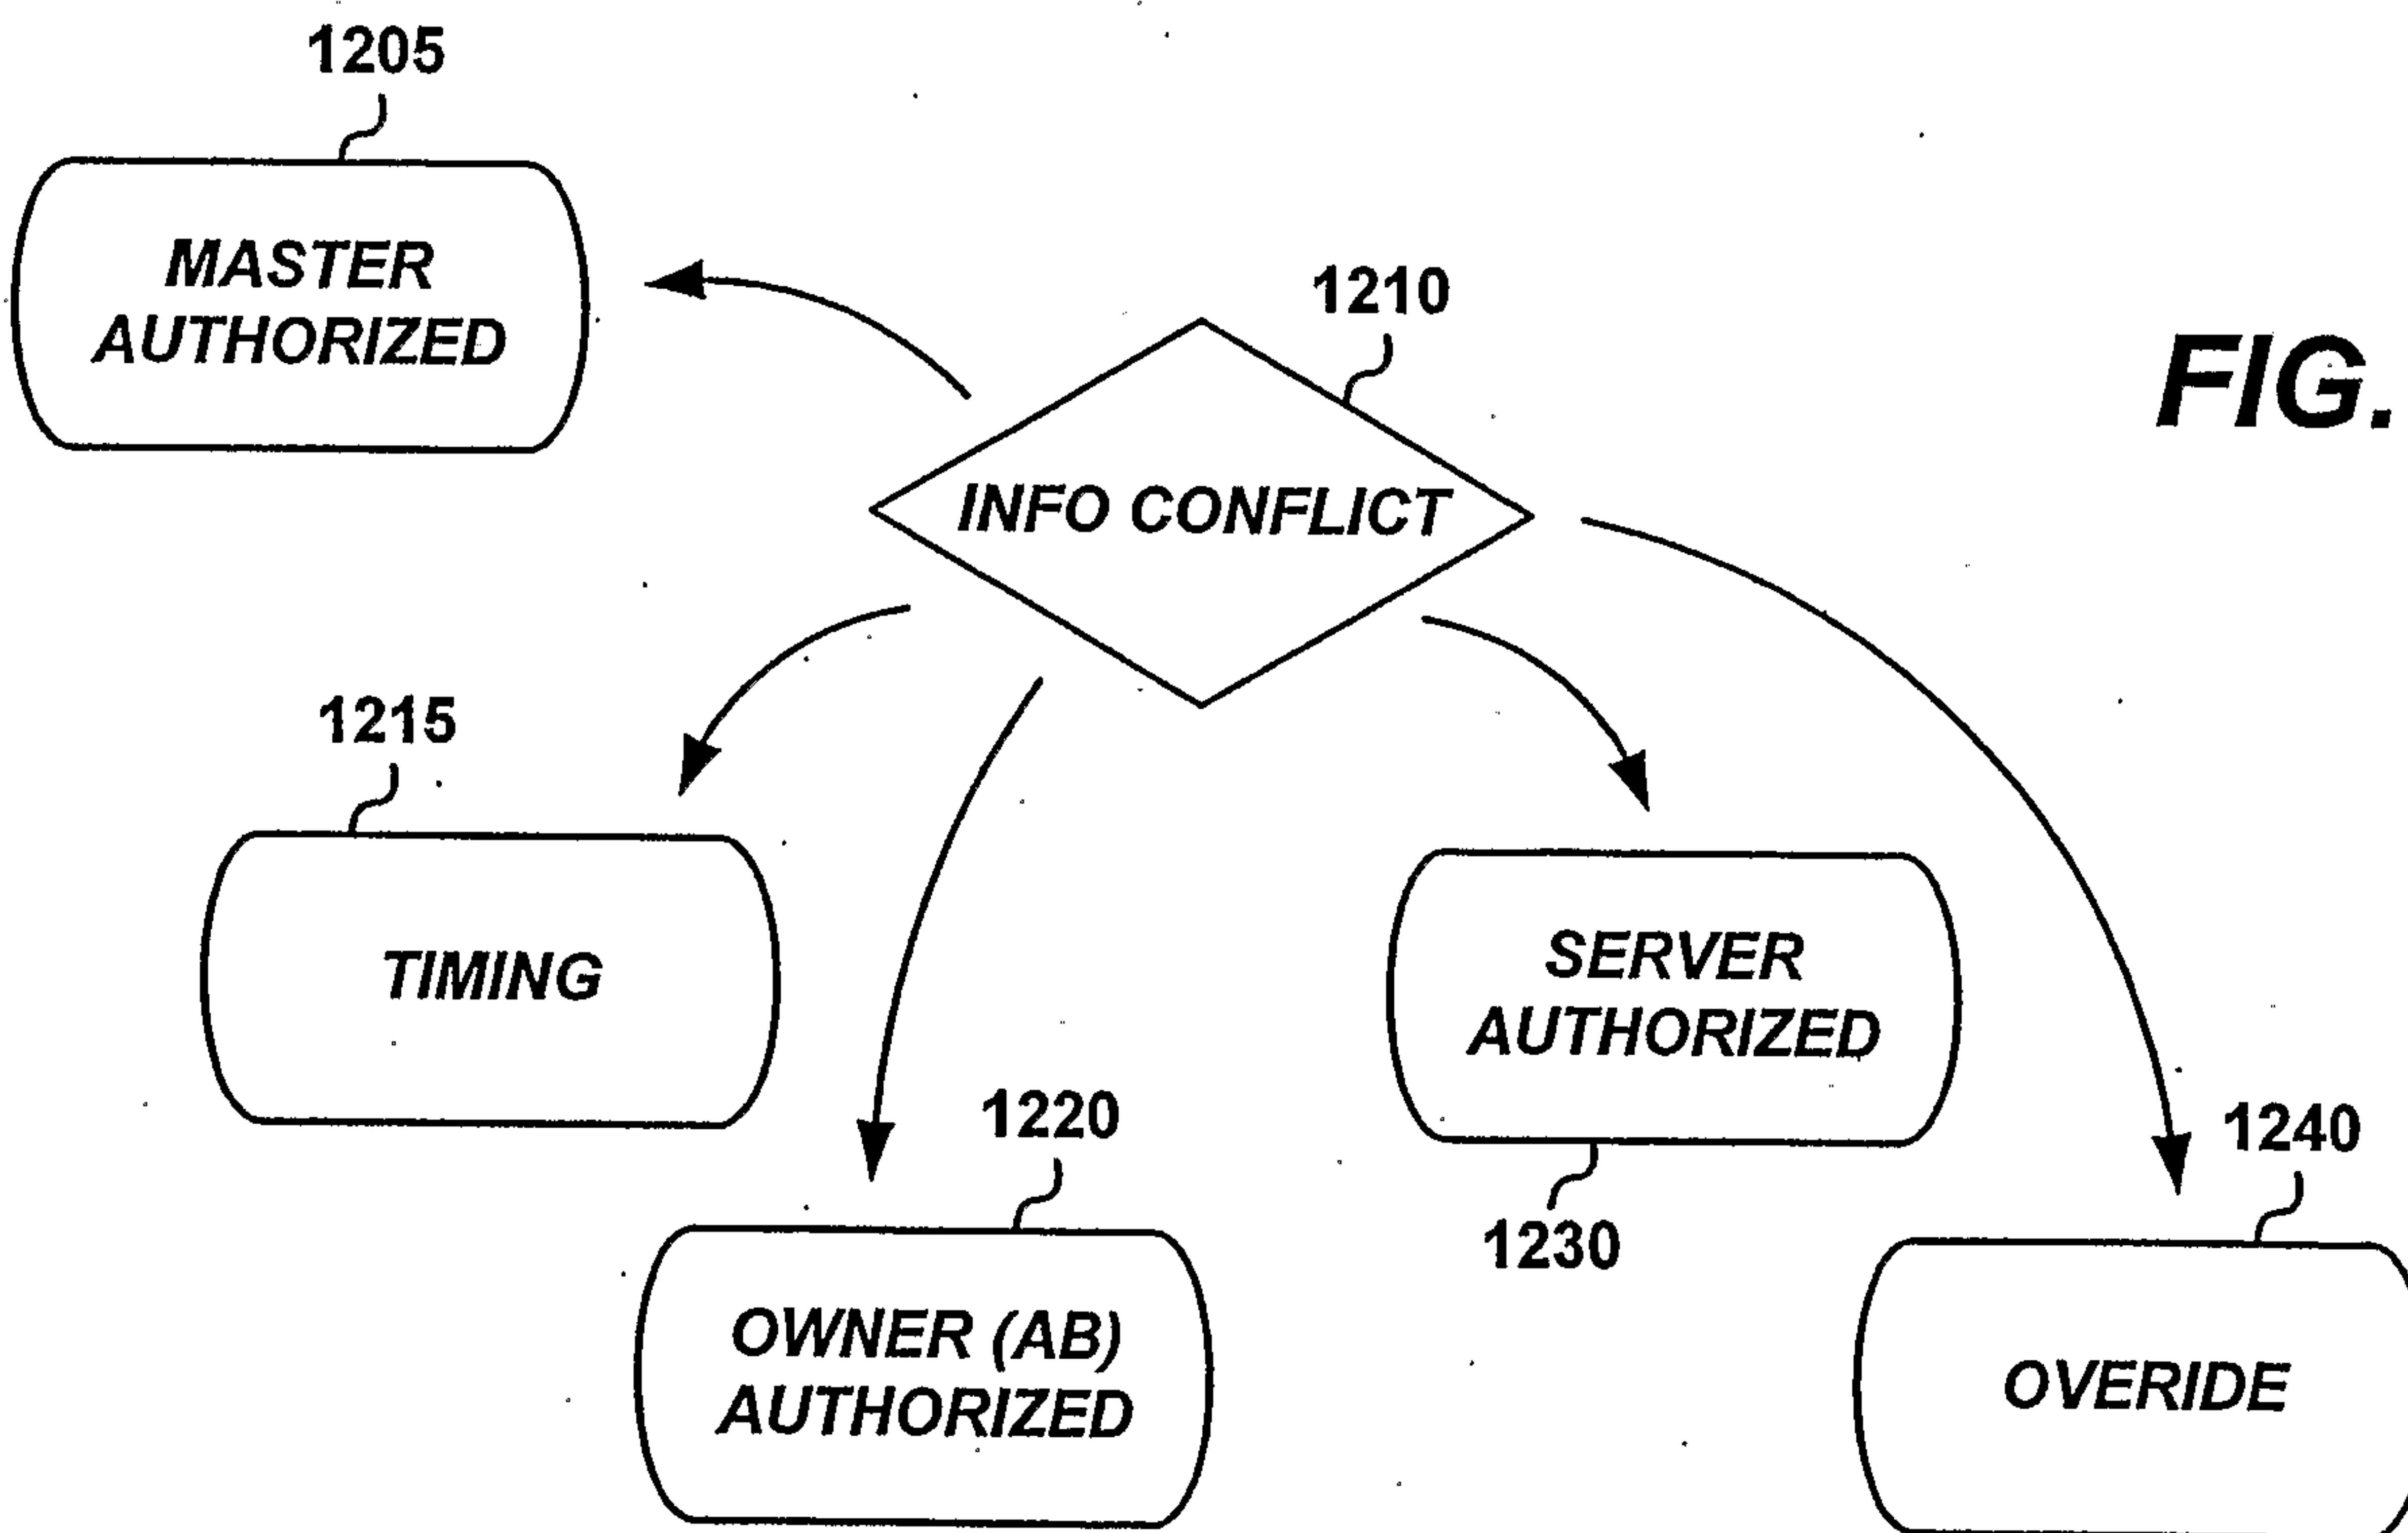 1205
MASTER
AUTHORIZED
1210
INFO CONFLICT
FIG.
1215
TIMING
SERVER
AUTHORIZED
1230
1220
OWNER (AB)
AUTHORIZED
1240
OVERIDE